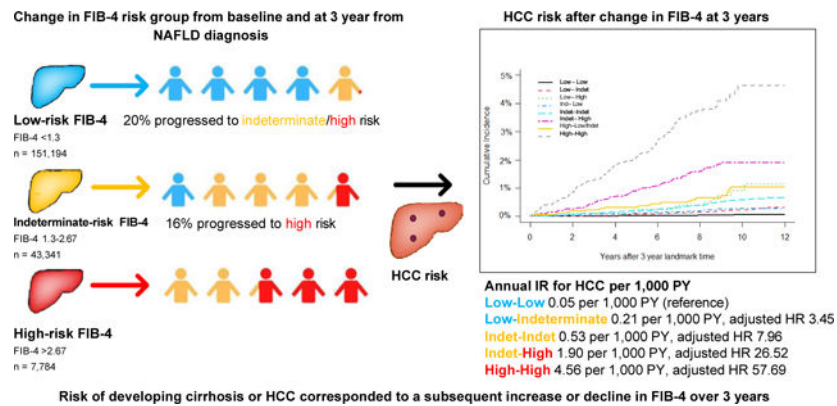 Change in FIB-4 risk group from baseline and at 3 year from
NAFLD diagnosis
Low-risk FIB-4
FIB-4 <1.3
n = 151,194
20% progressed to indeterminate/high risk
Indeterminate-risk FIB-4
FIB-4 1.3-2.67
n = 43,341
16% progressed to high risk
High-risk FIB-4
FIB-4 >2.67
n = 7,784
HCC risk
HCC risk after change in FIB-4 at 3 years
Cumulative Incidence
5%
4%
3%
2%
1%
0%
Low--Low
Low--Indet
Low--High
Ind--Low
Indet-Indet
Indet--High
High-Low/Indet
High-High
0 2 4 6 8 10 12
Years after 3 year landmark time
Annual IR for HCC per 1,000 PY
Low-Low 0.05 per 1,000 PY (reference)
Low-Indeterminate 0.21 per 1,000 PY, adjusted HR 3.45
Indet-Indet 0.53 per 1,000 PY, adjusted HR 7.96
Indet-High 1.90 per 1,000 PY, adjusted HR 26.52
High-High 4.56 per 1,000 PY, adjusted HR 57.69
Risk of developing cirrhosis or HCC corresponded to a subsequent increase or decline in FIB-4 over 3 years